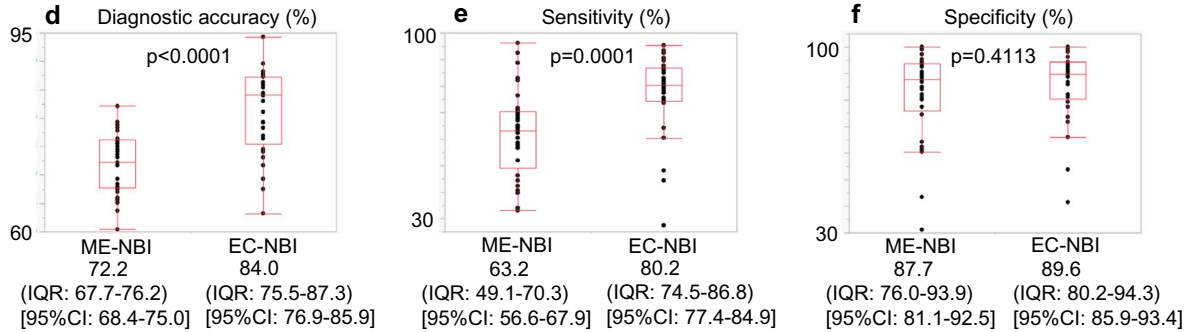 d Diagnostic accuracy (%)
95
p<0.0001
60
ME-NBI EC-NBI
72.2 84.0
(IQR: 67.7-76.2) (IQR: 75.5-87.3)
[95%CI: 68.4-75.0] [95%CI: 76.9-85.9]
e Sensitivity (%)
100
p=0.0001
30
ME-NBI EC-NBI
63.2 80.2
(IQR: 49.1-70.3) (IQR: 74.5-86.8)
[95%CI: 56.6-67.9] [95%CI: 77.4-84.9]
f Specificity (%)
100
p=0.4113
30
ME-NBI EC-NBI
87.7 89.6
(IQR: 76.0-93.9) (IQR: 80.2-94.3)
[95%CI: 81.1-92.5] [95%CI: 85.9-93.4]